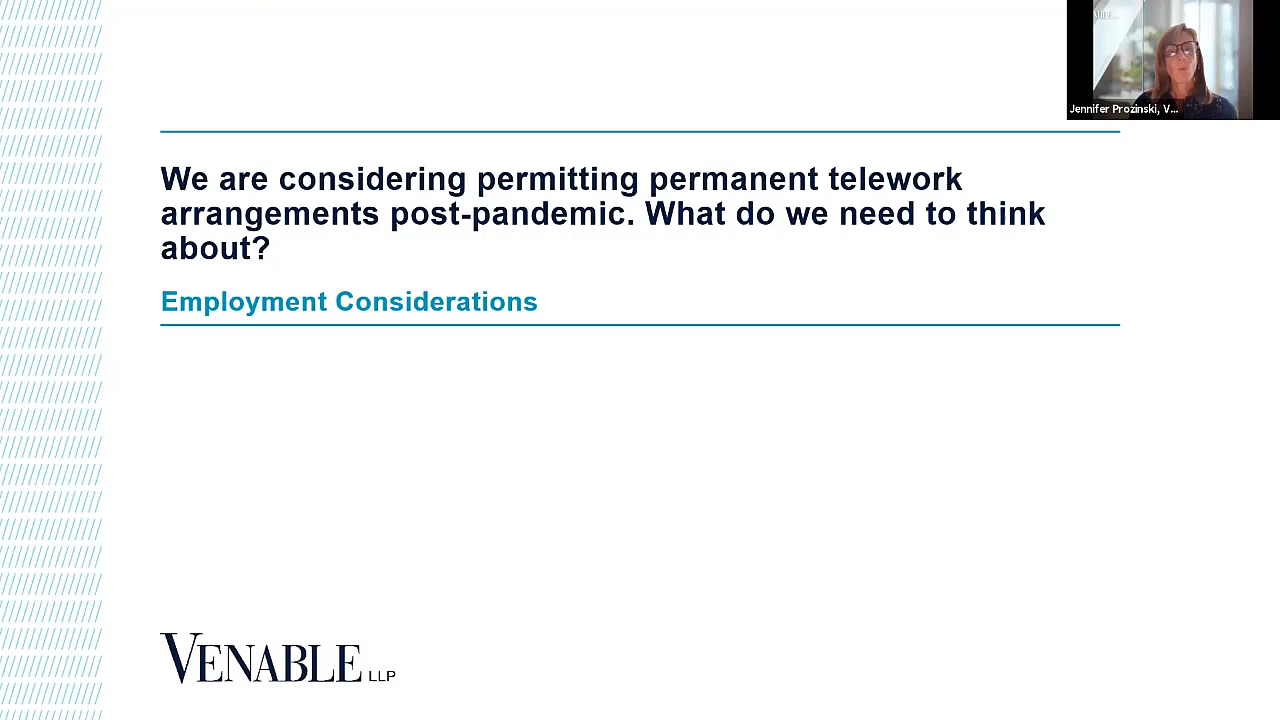 Jennifer Prozinski, V...
We are considering permitting permanent telework
arrangements post-pandemic. What do we need to think
about?
Employment Considerations
VENABLE LLP